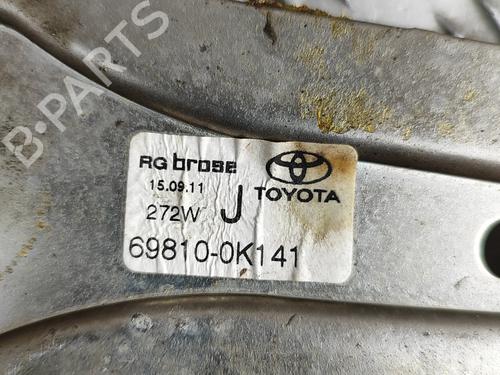 B-PARTS
RG brose
15.09.11
TOYOTA
272W J
69810-0K141